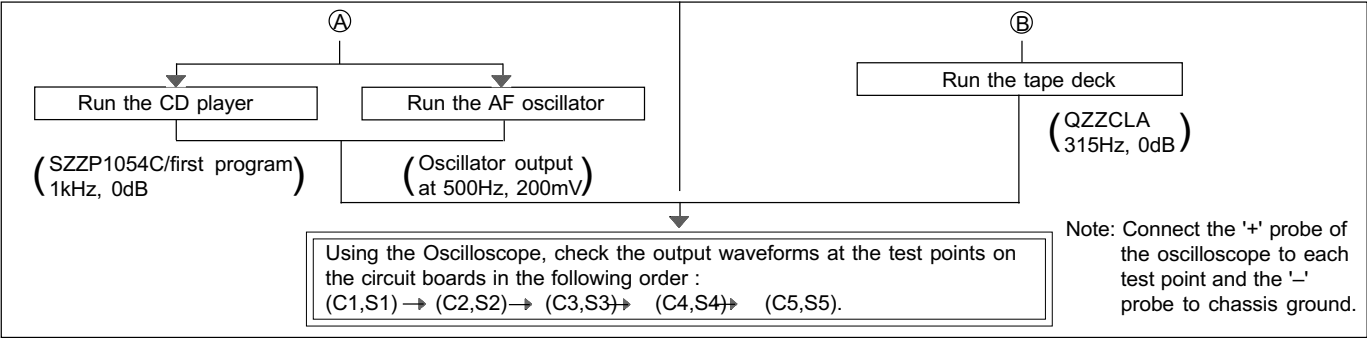 Ⓐ
Ⓑ
Run the CD player
Run the AF oscillator
Run the tape deck
(SZZP1054C/first program)
1kHz, 0dB
(Oscillator output)
at 500Hz, 200mV
(QZZCLA)
315Hz, 0dB
Using the Oscilloscope, check the output waveforms at the test points on
the circuit boards in the following order :
(C1,S1) → (C2,S2) → (C3,S3) → (C4,S4) → (C5,S5).
Note: Connect the '+' probe of
the oscilloscope to each
test point and the '–'
probe to chassis ground.